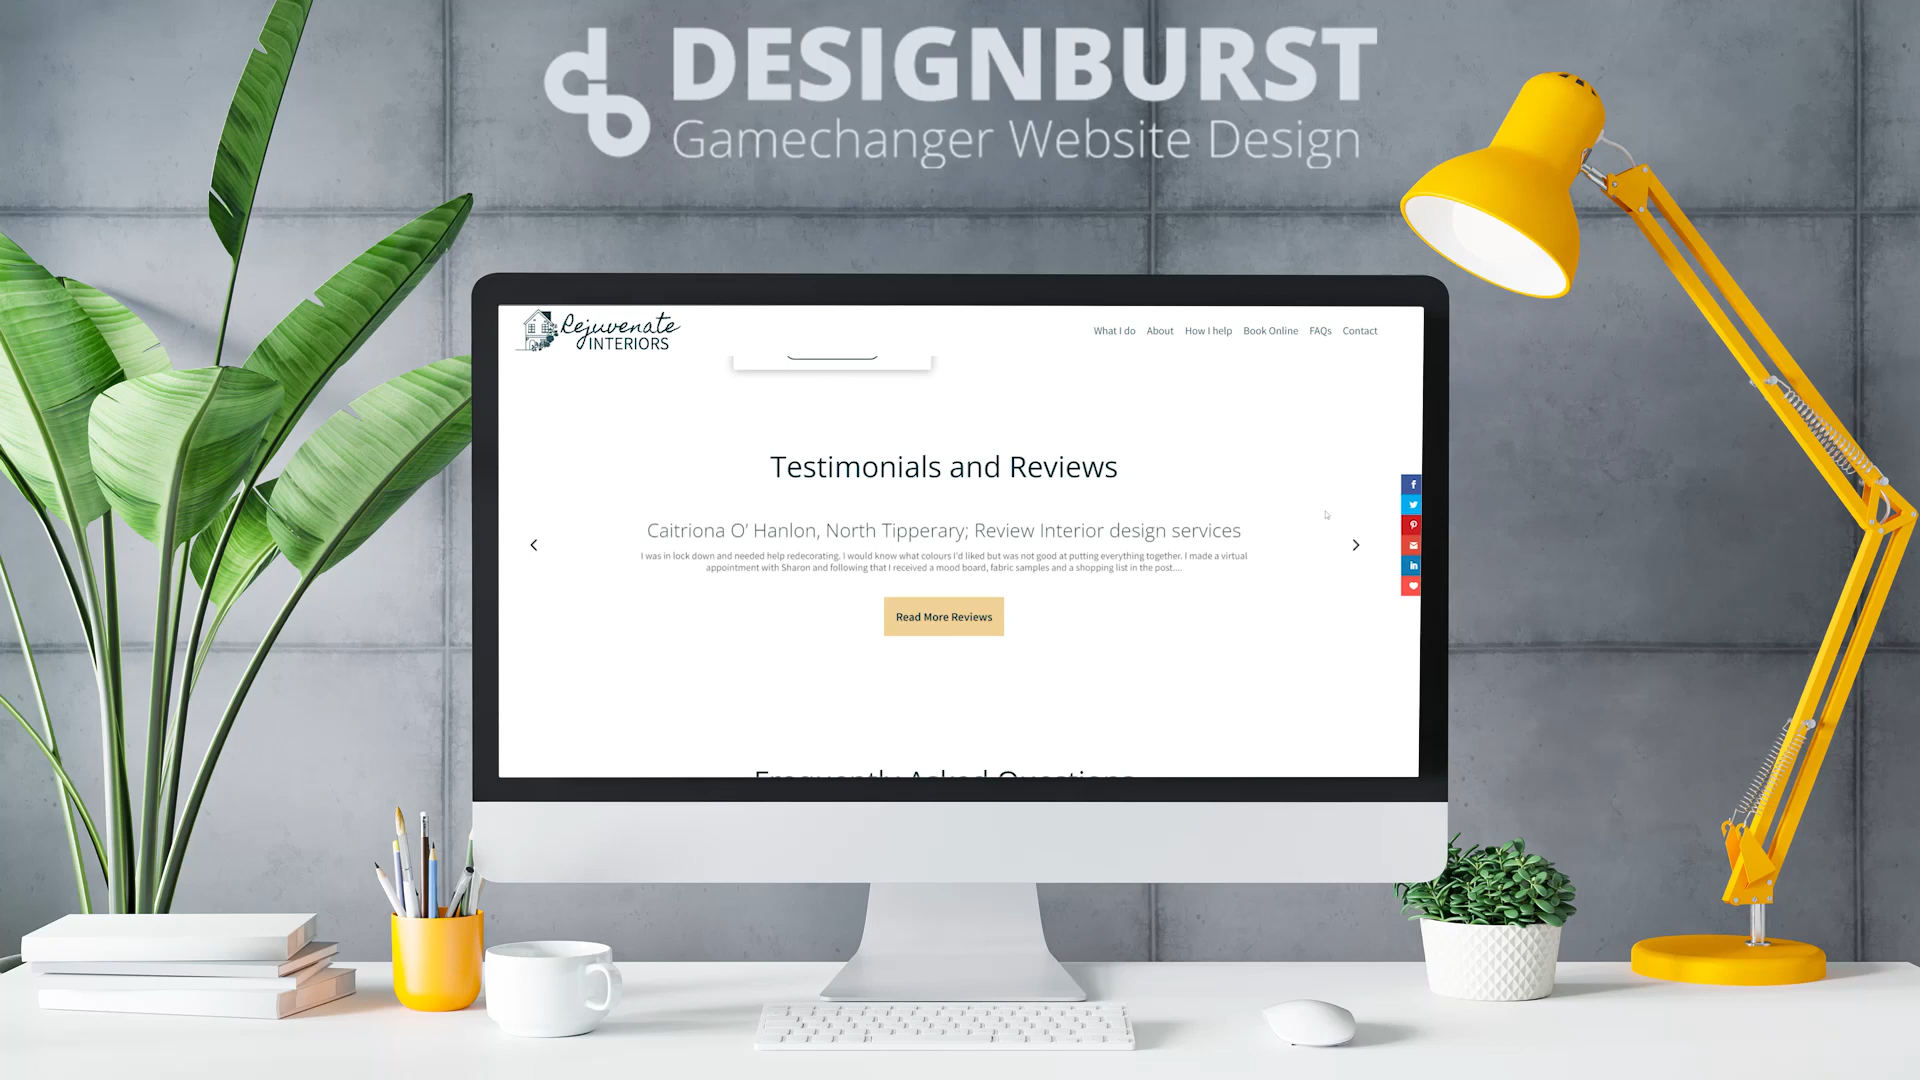 DESIGNBURST
Gamechanger Website Design
Rejuvenate
INTERIORS
What I do About How I help Book Online FAQs Contact
Testimonials and Reviews
Caitriona O’ Hanlon, North Tipperary; Review Interior design services
I was in lock down and needed help redecorating. I would know what colours I'd liked but was not good at putting everything together. I made a virtual
appointment with Sharon and following that I received a mood board, fabric samples and a shopping list in the post....
Read More Reviews
Frequently Asked Questions